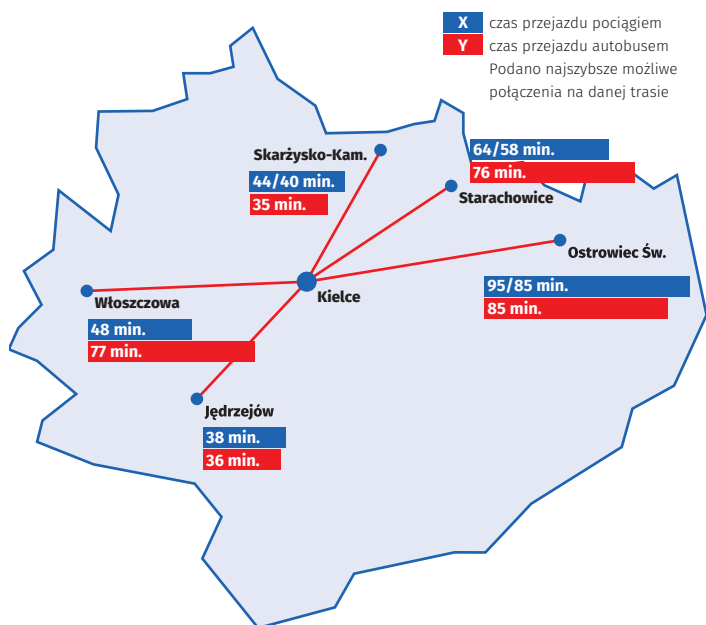 X czas przejazdu pociągiem
Y czas przejazdu autobusem
Podano najszybsze możliwe
połączenia na danej trasie
Skarżysko-Kam.
44/40 min.
35 min.
64/58 min.
76 min.
Starachowice
Ostrowiec Św.
95/85 min.
85 min.
Kielce
Włoszczowa
48 min.
77 min.
Jędrzejów
38 min.
36 min.